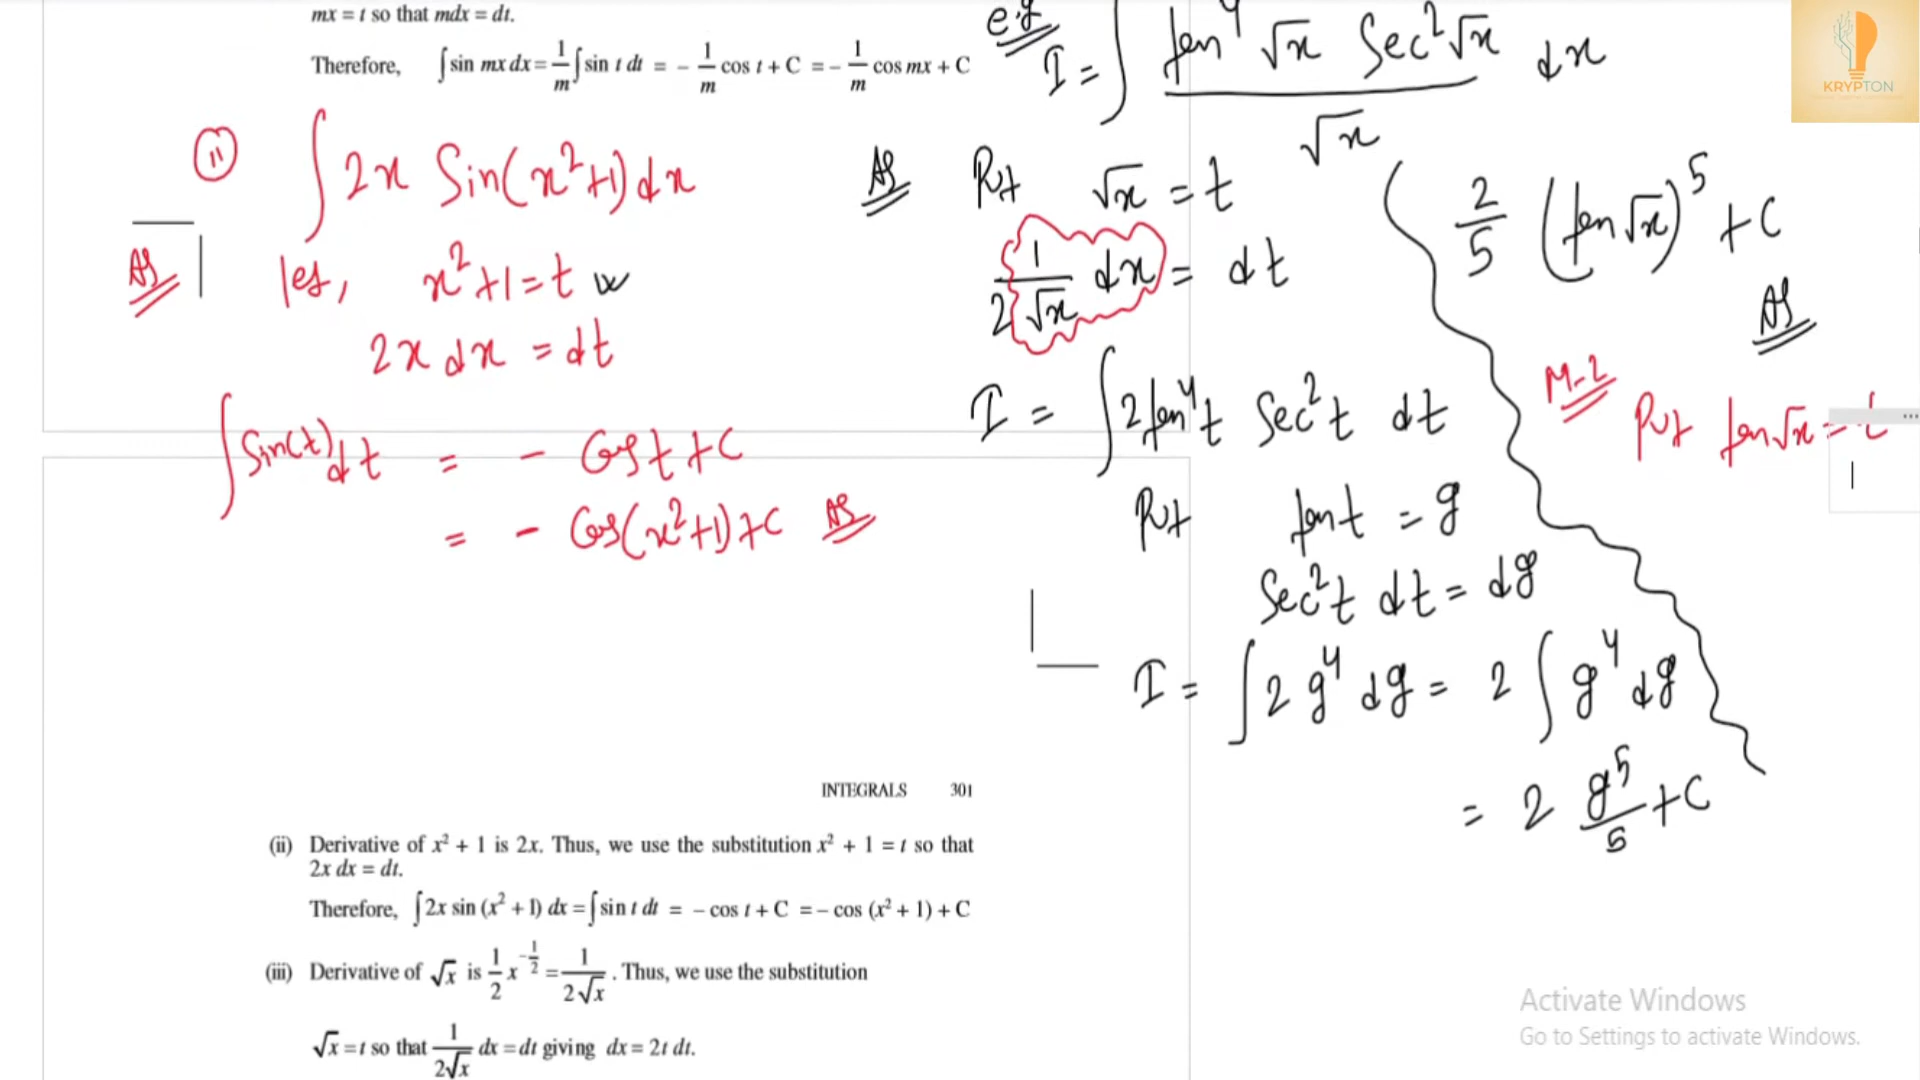 mx = t so that mdx = dt.
Therefore, ∫ sin mx dx = 1/m ∫ sin t dt = - 1/m cos t + C = - 1/m cos mx + C
(ii) ∫ 2x Sin(x²+1) dx
As let, x²+1 = t
2x dx = dt
∫ Sin(t) dt = - Cos t + C
= - Cos(x²+1) + C As
e.g I = ∫ tan⁴ √x Sec² √x / √x dx
As Put √x = t
1/2√x dx = dt
I = ∫ 2 tan⁴t Sec²t dt
Put tan t = g
Sec²t dt = dg
I = ∫ 2 g⁴ dg = 2 ∫ g⁴ dg
= 2 g⁵/5 + C
2/5 (tan √x)⁵ + C
As
M-2 Put tan √x = t
KRYPTON
INTEGRALS 301
(ii) Derivative of x² + 1 is 2x. Thus, we use the substitution x² + 1 = t so that
2x dx = dt.
Therefore, ∫ 2x sin (x² + 1) dx = ∫ sin t dt = – cos t + C = – cos (x² + 1) + C
(iii) Derivative of √x is 1/2 x^(-1/2) = 1/2√x . Thus, we use the substitution
√x = t so that 1/2√x dx = dt giving dx = 2t dt.
Activate Windows
Go to Settings to activate Windows.